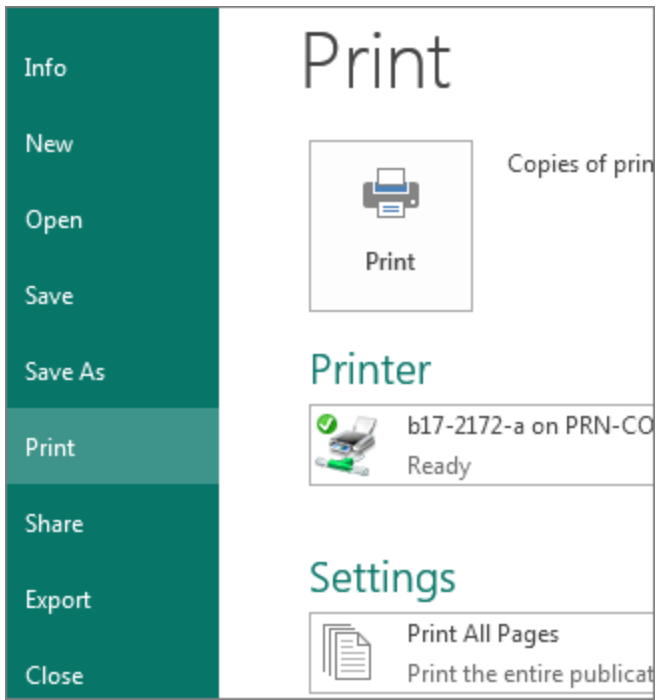 Info
New
Open
Save
Save As
Print
Share
Export
Close
Print
Copies of prin
Print
Printer
b17-2172-a on PRN-CO
Ready
Settings
Print All Pages
Print the entire publicat